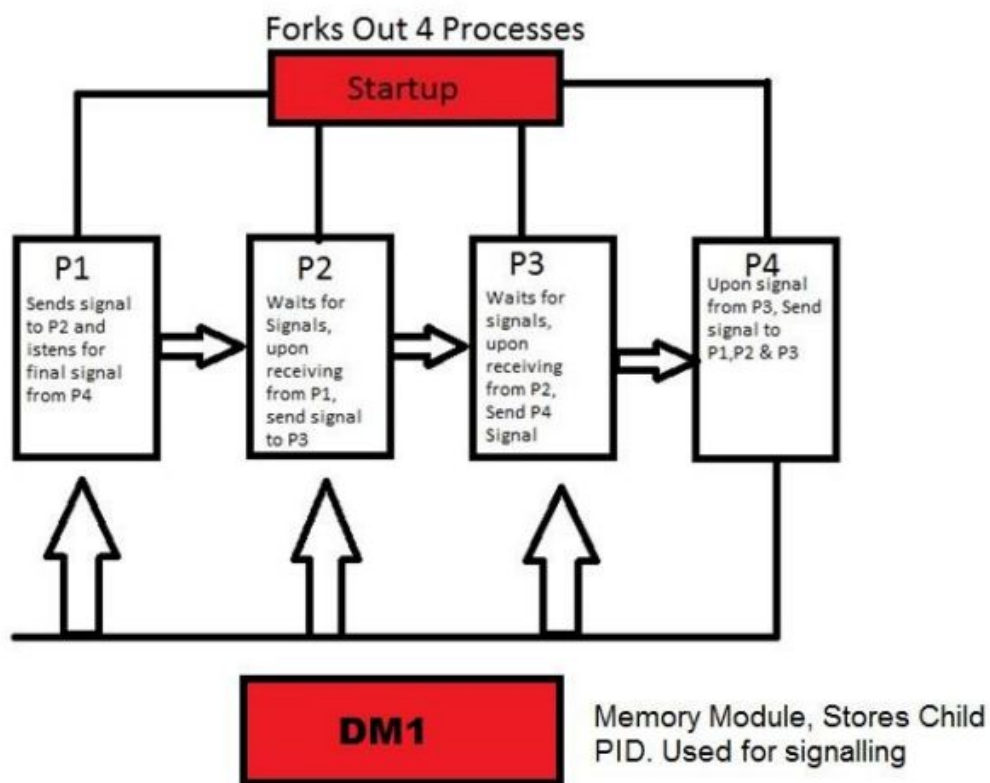 Forks Out 4 Processes
Startup
P1
Sends signal
to P2 and
istens for
final signal
from P4
P2
Waits for
Signals,
upon
receiving
from P1,
send signal
to P3
P3
Waits for
signals,
upon
receiving
from P2,
Send P4
Signal
P4
Upon signal
from P3, Send
signal to
P1,P2 & P3
DM1
Memory Module, Stores Child
PID. Used for signalling